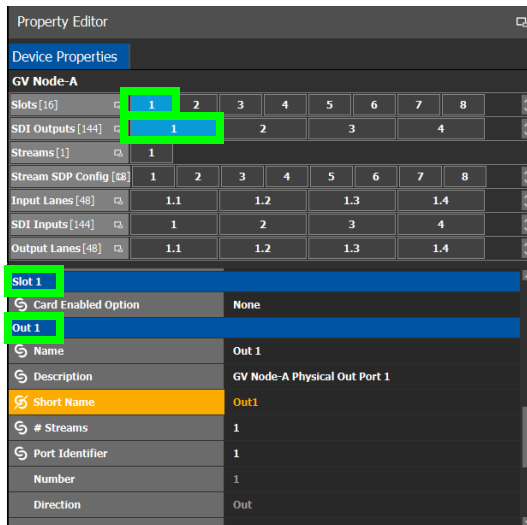 Property Editor
Device Properties
GV Node-A
Slots [16] 1 2 3 4 5 6 7 8
SDI Outputs [144] 1 2 3 4
Streams [1] 1
Stream SDP Config [48] 1 2 3 4 5 6 7 8
Input Lanes [48] 1.1 1.2 1.3 1.4
SDI Inputs [144] 1 2 3 4
Output Lanes [48] 1.1 1.2 1.3 1.4
Slot 1
Card Enabled Option None
Out 1
Name Out 1
Description GV Node-A Physical Out Port 1
Short Name Out1
# Streams 1
Port Identifier 1
Number 1
Direction Out